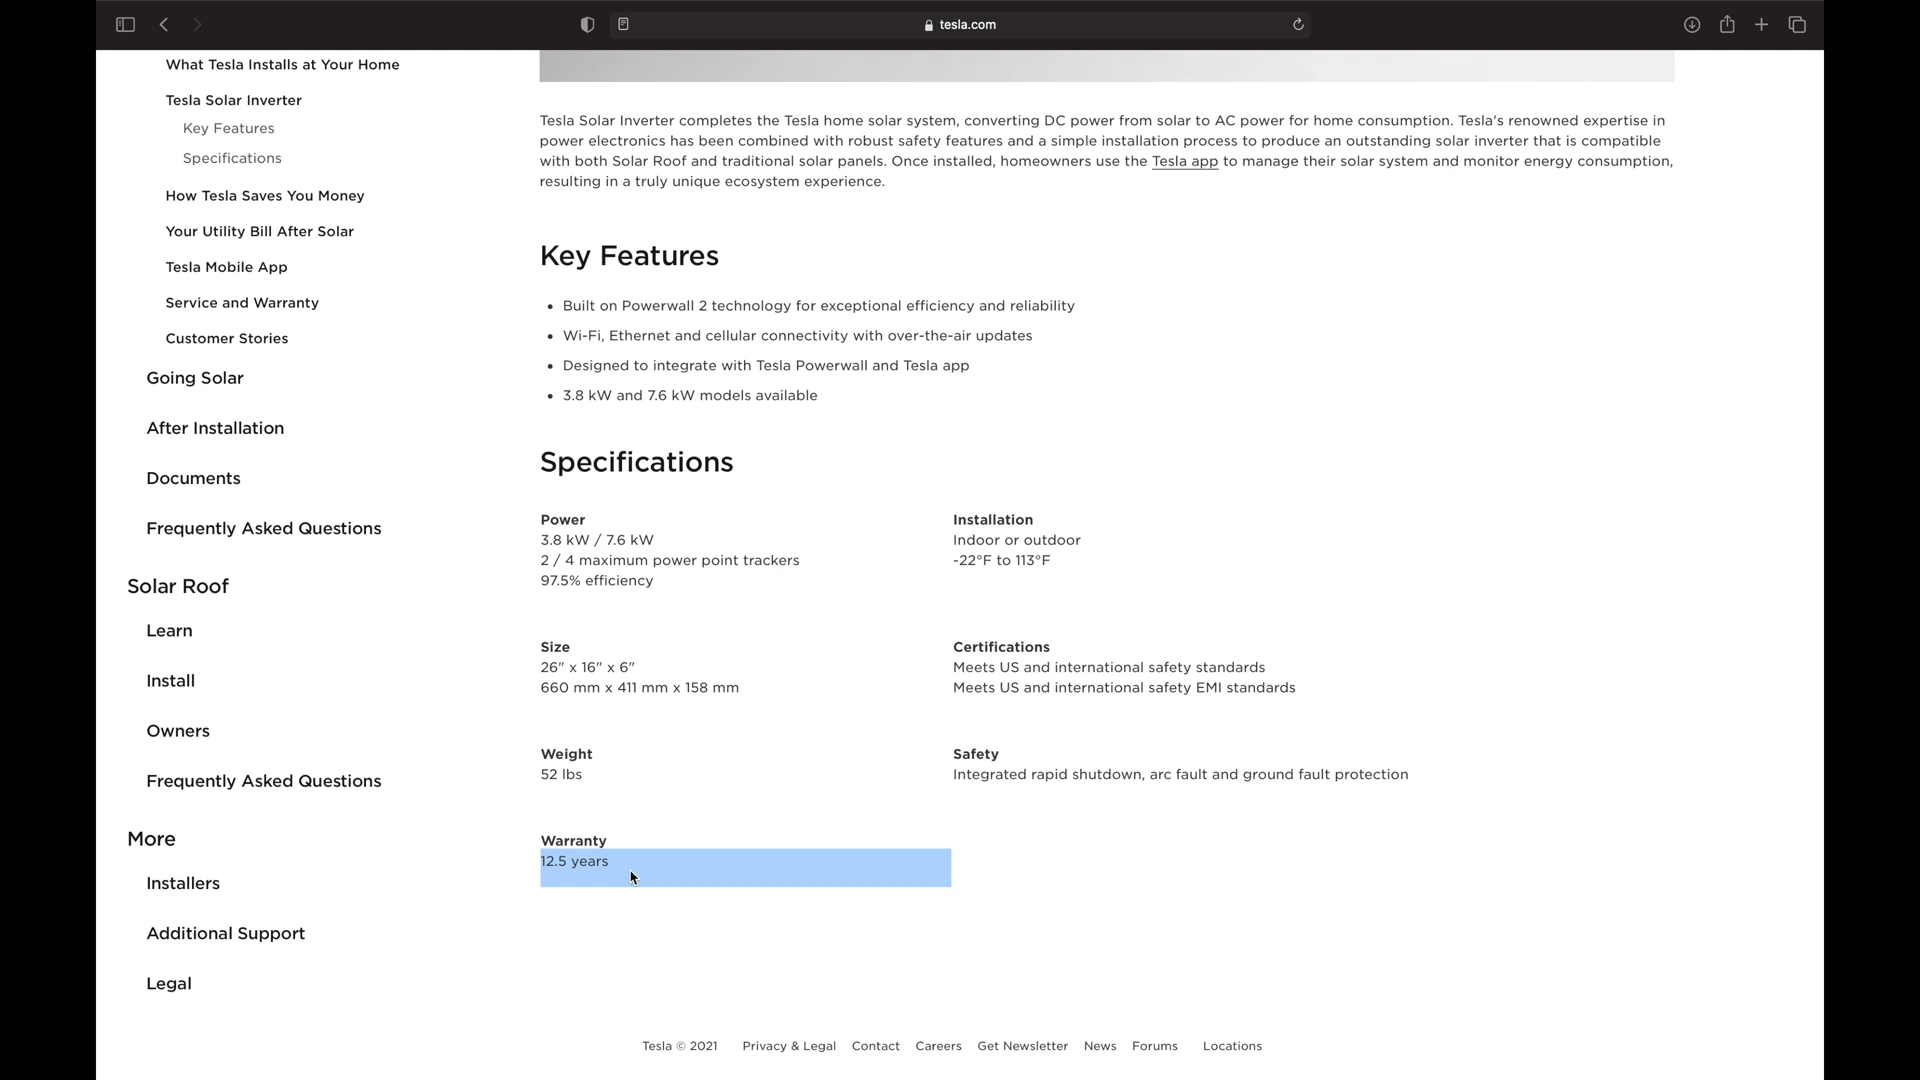 tesla.com
What Tesla Installs at Your Home
Tesla Solar Inverter
Key Features
Specifications
How Tesla Saves You Money
Your Utility Bill After Solar
Tesla Mobile App
Service and Warranty
Customer Stories
Going Solar
After Installation
Documents
Frequently Asked Questions
Solar Roof
Learn
Install
Owners
Frequently Asked Questions
More
Installers
Additional Support
Legal
Tesla Solar Inverter completes the Tesla home solar system, converting DC power from solar to AC power for home consumption. Tesla's renowned expertise in
power electronics has been combined with robust safety features and a simple installation process to produce an outstanding solar inverter that is compatible
with both Solar Roof and traditional solar panels. Once installed, homeowners use the Tesla app to manage their solar system and monitor energy consumption,
resulting in a truly unique ecosystem experience.
Key Features
• Built on Powerwall 2 technology for exceptional efficiency and reliability
• Wi-Fi, Ethernet and cellular connectivity with over-the-air updates
• Designed to integrate with Tesla Powerwall and Tesla app
• 3.8 kW and 7.6 kW models available
Specifications
Power
3.8 kW / 7.6 kW
2 / 4 maximum power point trackers
97.5% efficiency
Installation
Indoor or outdoor
-22°F to 113°F
Size
26" x 16" x 6"
660 mm x 411 mm x 158 mm
Certifications
Meets US and international safety standards
Meets US and international safety EMI standards
Weight
52 lbs
Safety
Integrated rapid shutdown, arc fault and ground fault protection
Warranty
12.5 years
Tesla © 2021 Privacy & Legal Contact Careers Get Newsletter News Forums Locations